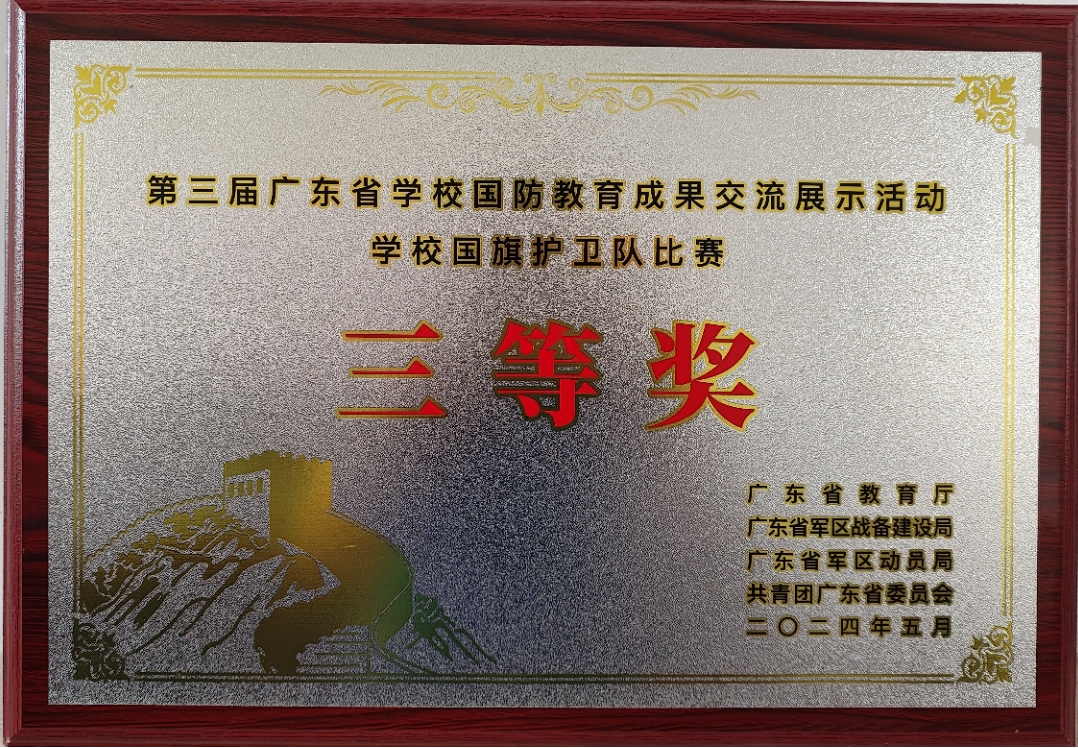 第三届广东省学校国防教育成果交流展示活动
学校国旗护卫队比赛
三等奖
广东省教育厅
广东省军区战备建设局
广东省军区动员局
共青团广东省委员会
二〇二四年五月